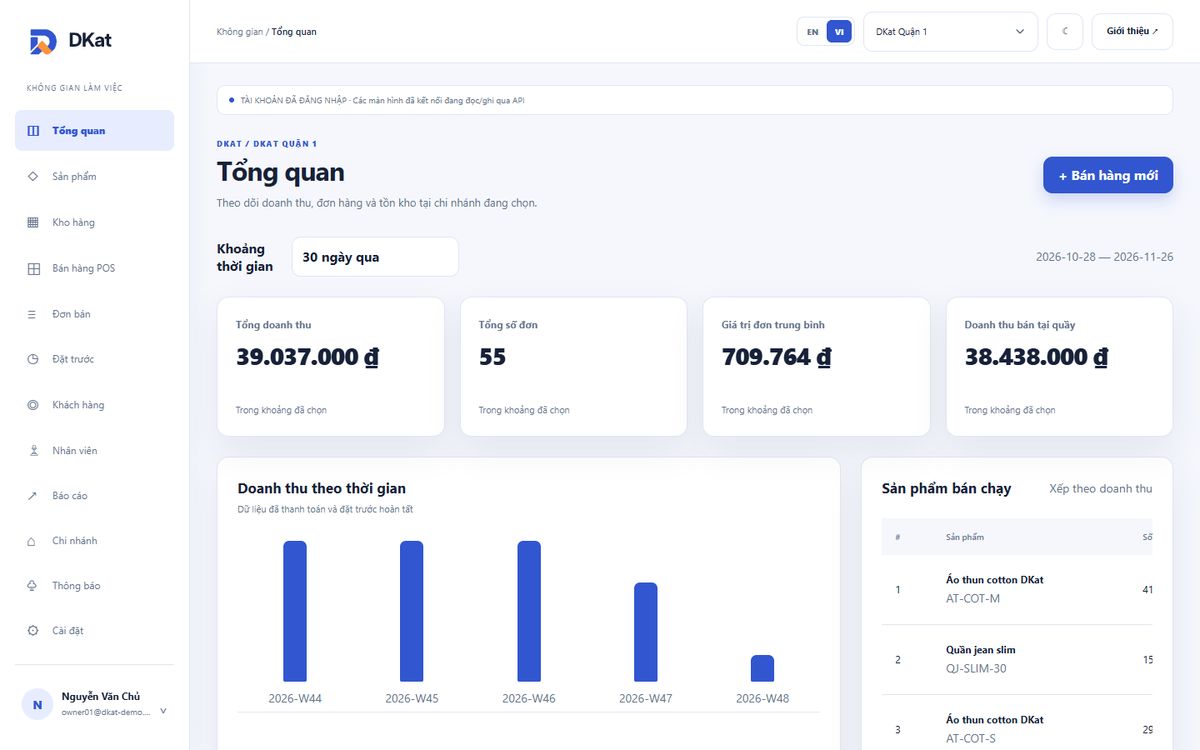 DKat
KHÔNG GIAN LÀM VIỆC
Tổng quan
Sản phẩm
Kho hàng
Bán hàng POS
Đơn bán
Đặt trước
Khách hàng
Nhân viên
Báo cáo
Chi nhánh
Thông báo
Cài đặt
N
Nguyễn Văn Chủ
owner01@dkat-demo....
Không gian / Tổng quan
EN VI
DKat Quận 1
Giới thiệu ↗
TÀI KHOẢN ĐÃ ĐĂNG NHẬP · Các màn hình đã kết nối đang đọc/ghi qua API
DKAT / DKAT QUẬN 1
Tổng quan
Theo dõi doanh thu, đơn hàng và tồn kho tại chi nhánh đang chọn.
+ Bán hàng mới
Khoảng
thời gian
30 ngày qua
2026-10-28 — 2026-11-26
Tổng doanh thu
39.037.000 ₫
Trong khoảng đã chọn
Tổng số đơn
55
Trong khoảng đã chọn
Giá trị đơn trung bình
709.764 ₫
Trong khoảng đã chọn
Doanh thu bán tại quầy
38.438.000 ₫
Trong khoảng đã chọn
Doanh thu theo thời gian
Dữ liệu đã thanh toán và đặt trước hoàn tất
2026-W44 2026-W45 2026-W46 2026-W47 2026-W48
Sản phẩm bán chạy Xếp theo doanh thu
# Sản phẩm Số
1 Áo thun cotton DKat 41
AT-COT-M
2 Quần jean slim 15
QJ-SLIM-30
3 Áo thun cotton DKat 29
AT-COT-S